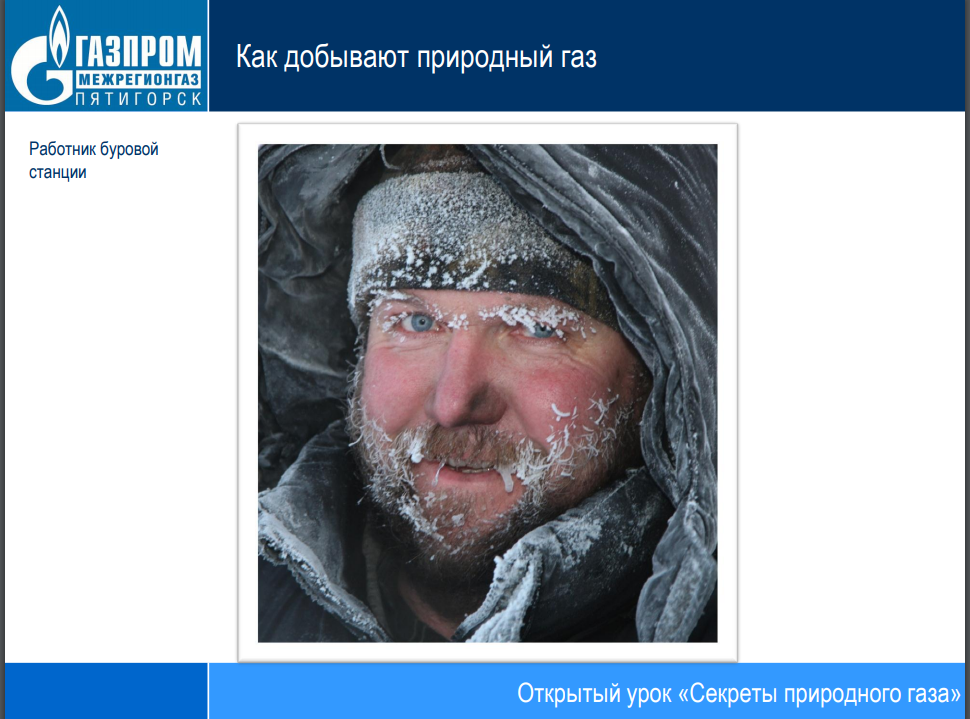 ГАЗПРОМ
МЕЖРЕГИОНГАЗ
ПЯТИГОРСК
Как добывают природный газ
Работник буровой
станции
Открытый урок «Секреты природного газа»